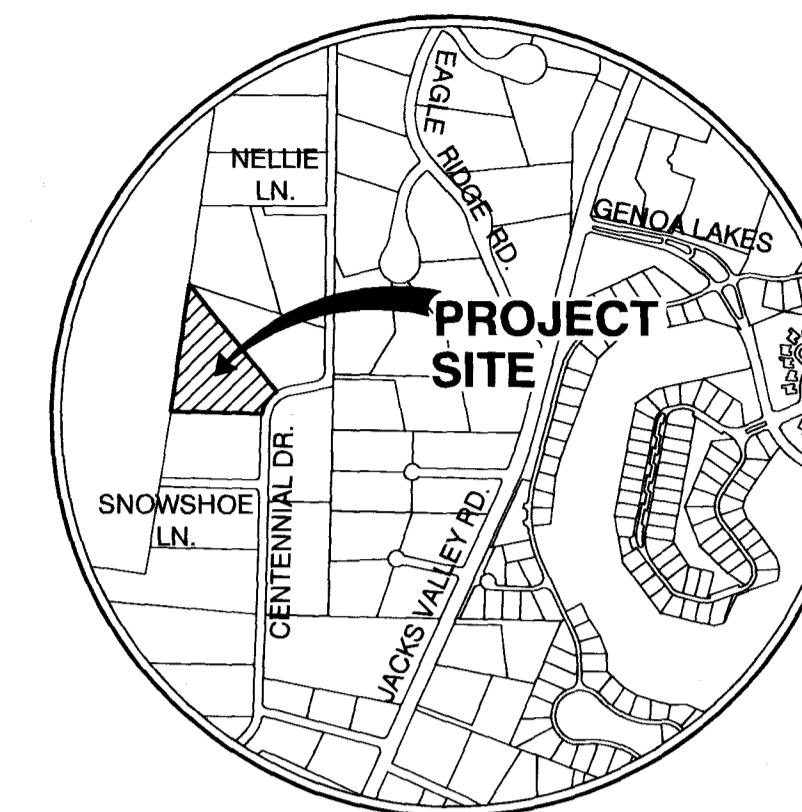 EAGLE
RIDGE RD.
NELLIE
LN.
GENOA LAKES
PROJECT
SITE
SNOWSHOE
LN.
CENTENNIAL DR.
JACKS VALLEY RD.